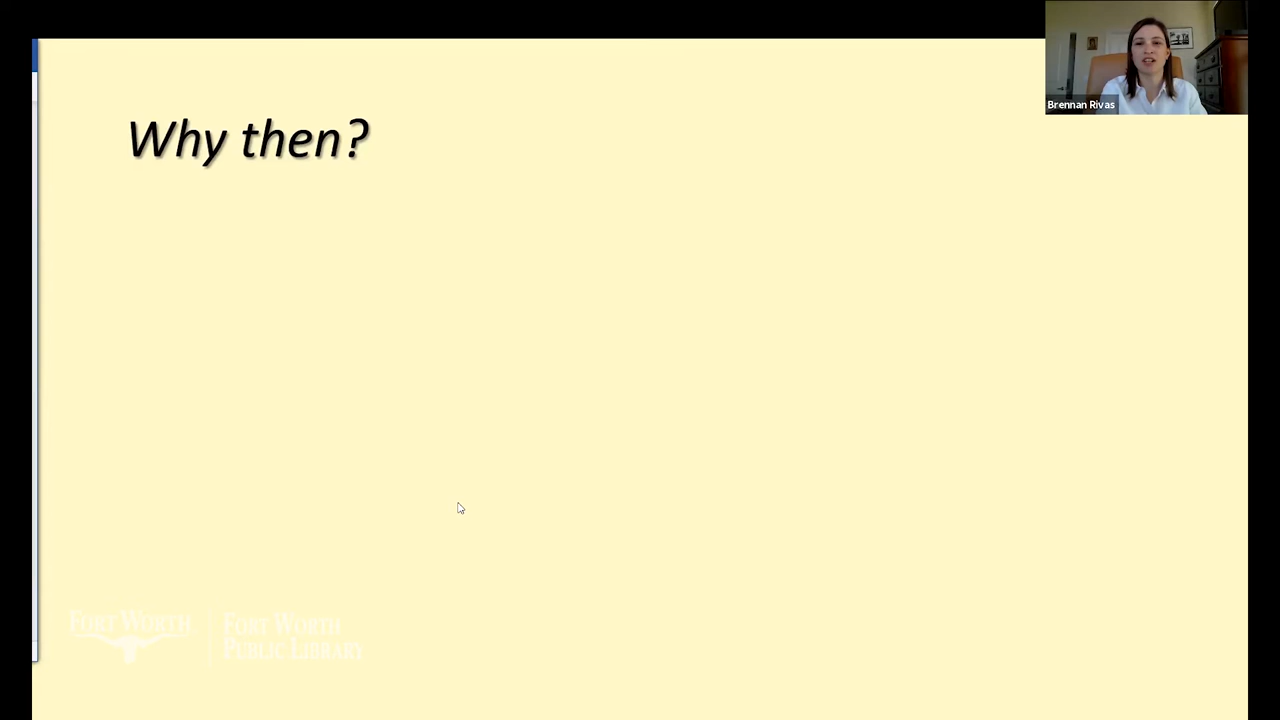 Why then?
Brennan Rivas
FORT WORTH
FORT WORTH
PUBLIC LIBRARY